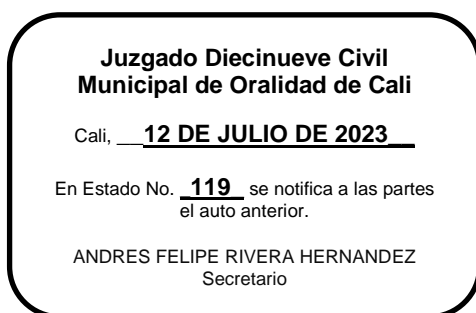 Juzgado Diecinueve Civil
Municipal de Oralidad de Cali
Cali, __12 DE JULIO DE 2023__
En Estado No. _119_ se notifica a las partes
el auto anterior.
ANDRES FELIPE RIVERA HERNANDEZ
Secretario